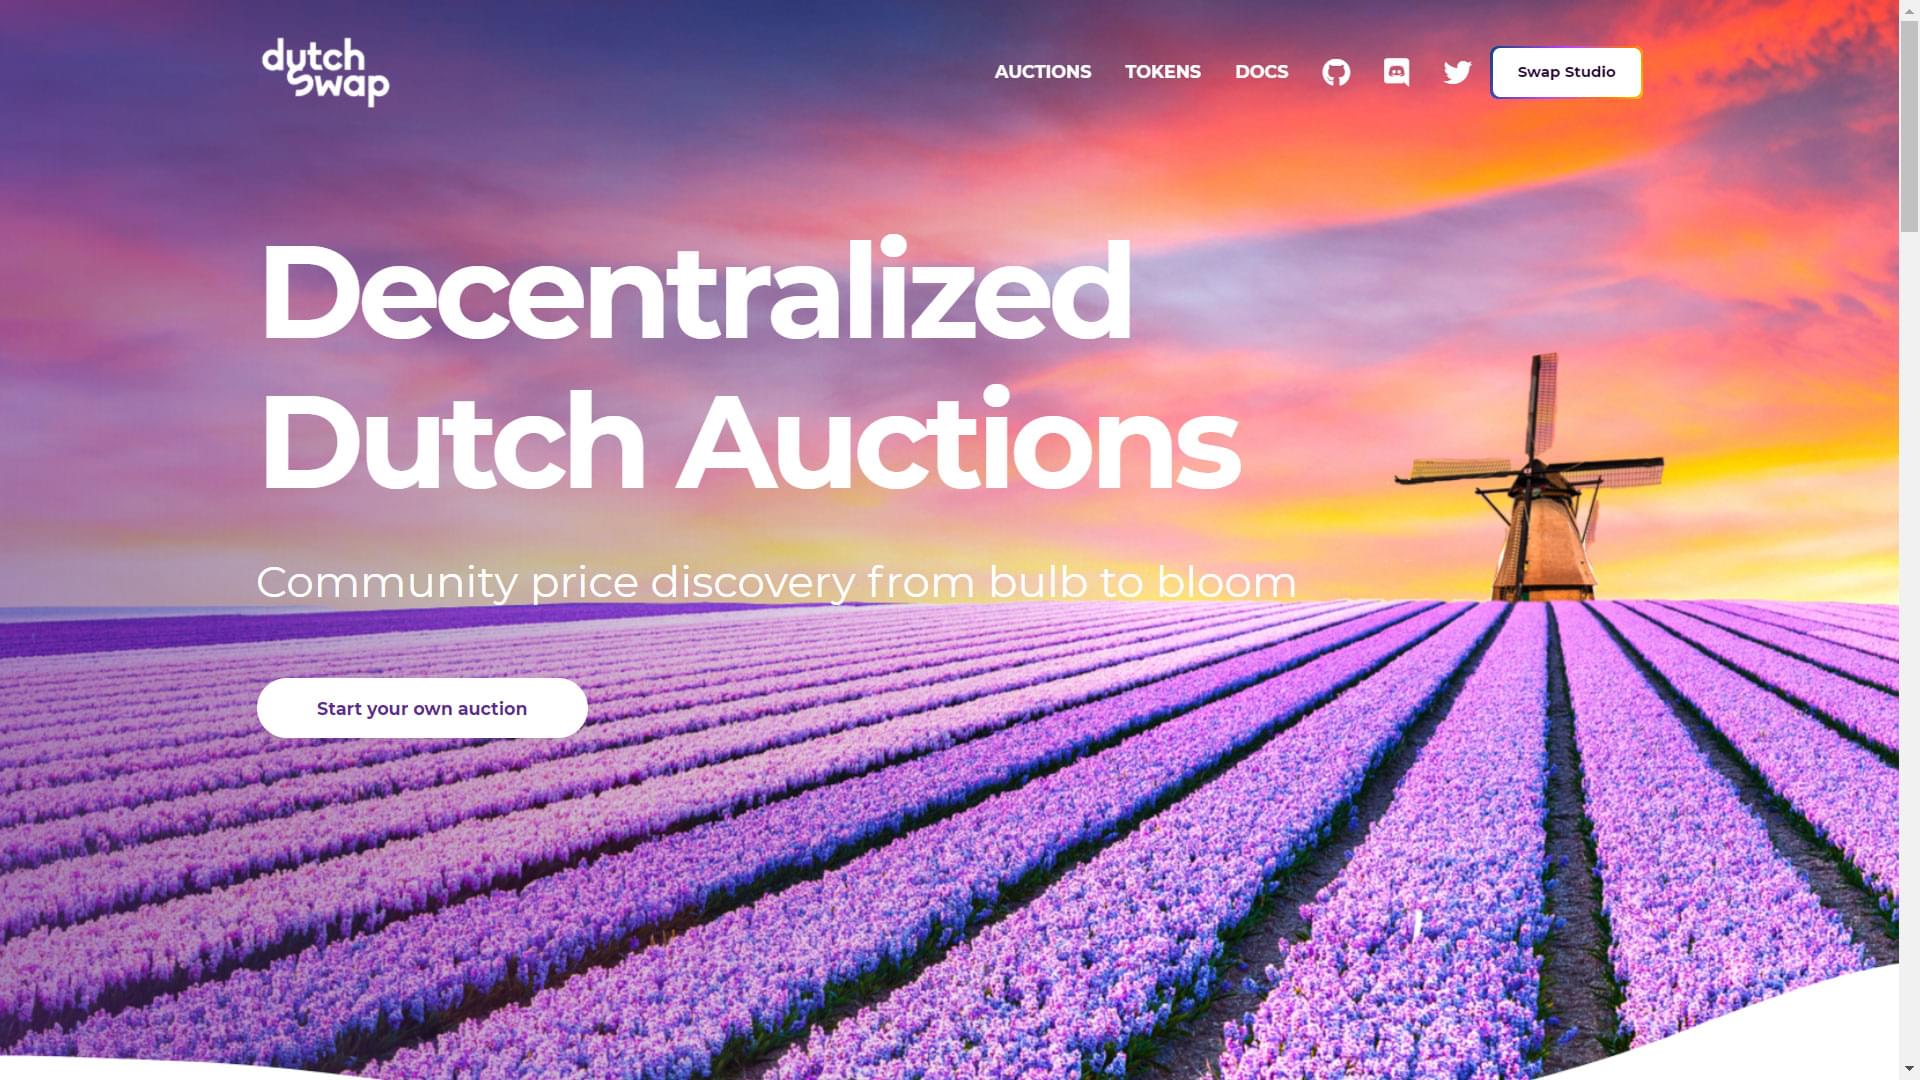 dutch
swap
AUCTIONS TOKENS DOCS Swap Studio
Decentralized
Dutch Auctions
Community price discovery from bulb to bloom
Start your own auction